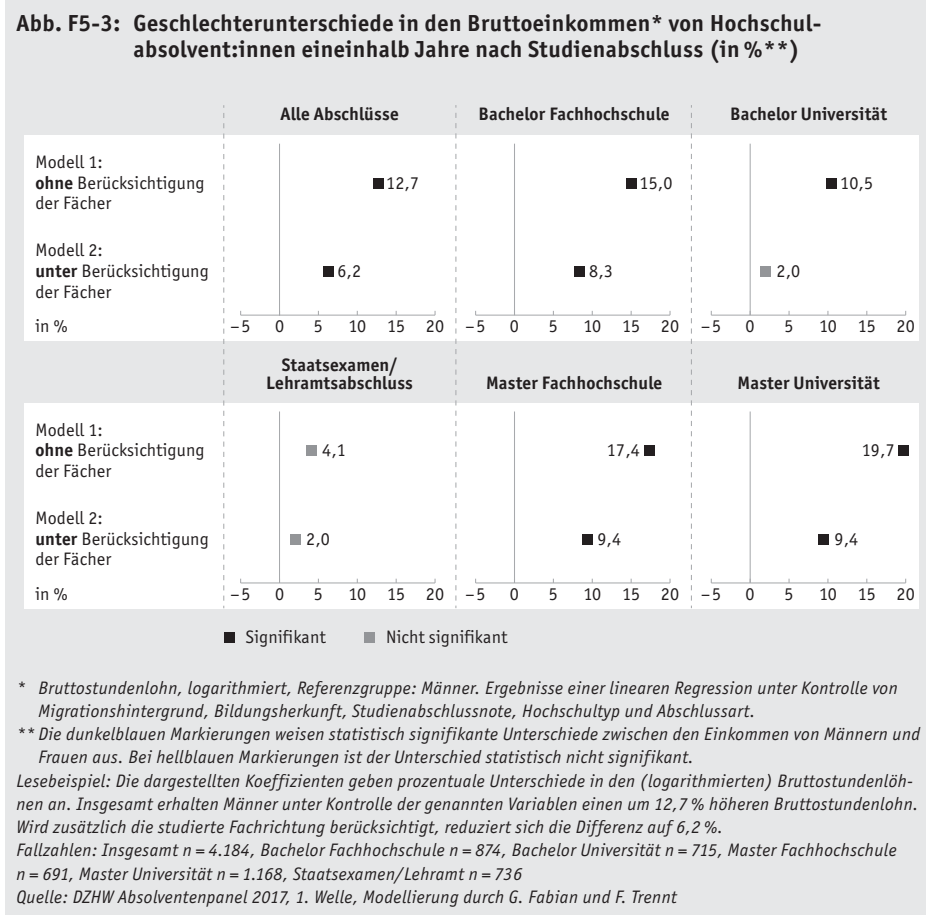 Abb. F5-3: Geschlechterunterschiede in den Bruttoeinkommen* von Hochschul-
absolvent:innen eineinhalb Jahre nach Studienabschluss (in %**)
Alle Abschlüsse Bachelor Fachhochschule Bachelor Universität
Modell 1:
ohne Berücksichtigung
der Fächer
12,7 15,0 10,5
Modell 2:
unter Berücksichtigung
der Fächer
6,2 8,3 2,0
in % –5 0 5 10 15 20 –5 0 5 10 15 20 –5 0 5 10 15 20
Staatsexamen/
Lehramtsabschluss Master Fachhochschule Master Universität
Modell 1:
ohne Berücksichtigung
der Fächer
4,1 17,4 19,7
Modell 2:
unter Berücksichtigung
der Fächer
2,0 9,4 9,4
in % –5 0 5 10 15 20 –5 0 5 10 15 20 –5 0 5 10 15 20
Signifikant Nicht signifikant
* Bruttostundenlohn, logarithmiert, Referenzgruppe: Männer. Ergebnisse einer linearen Regression unter Kontrolle von
Migrationshintergrund, Bildungsherkunft, Studienabschlussnote, Hochschultyp und Abschlussart.
** Die dunkelblauen Markierungen weisen statistisch signifikante Unterschiede zwischen den Einkommen von Männern und
Frauen aus. Bei hellblauen Markierungen ist der Unterschied statistisch nicht signifikant.
Lesebeispiel: Die dargestellten Koeffizienten geben prozentuale Unterschiede in den (logarithmierten) Bruttostundenlöh-
nen an. Insgesamt erhalten Männer unter Kontrolle der genannten Variablen einen um 12,7 % höheren Bruttostundenlohn.
Wird zusätzlich die studierte Fachrichtung berücksichtigt, reduziert sich die Differenz auf 6,2 %.
Fallzahlen: Insgesamt n = 4.184, Bachelor Fachhochschule n = 874, Bachelor Universität n = 715, Master Fachhochschule
n = 691, Master Universität n = 1.168, Staatsexamen/Lehramt n = 736
Quelle: DZHW Absolventenpanel 2017, 1. Welle, Modellierung durch G. Fabian und F. Trennt